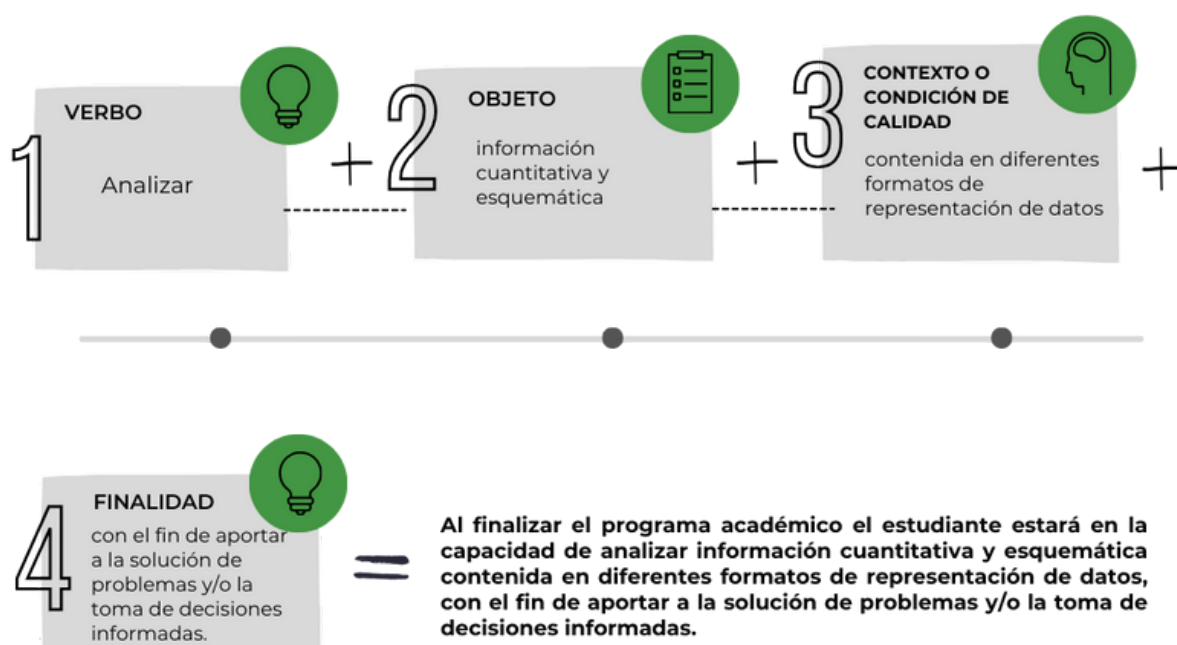 1
VERBO
Analizar
+
2
OBJETO
información
cuantitativa y
esquemática
+
3
CONTEXTO O
CONDICIÓN DE
CALIDAD
contenida en diferentes
formatos de
representación de datos
+
4
FINALIDAD
con el fin de aportar
a la solución de
problemas y/o la
toma de decisiones
informadas.
=
Al finalizar el programa académico el estudiante estará en la
capacidad de analizar información cuantitativa y esquemática
contenida en diferentes formatos de representación de datos,
con el fin de aportar a la solución de problemas y/o la toma de
decisiones informadas.